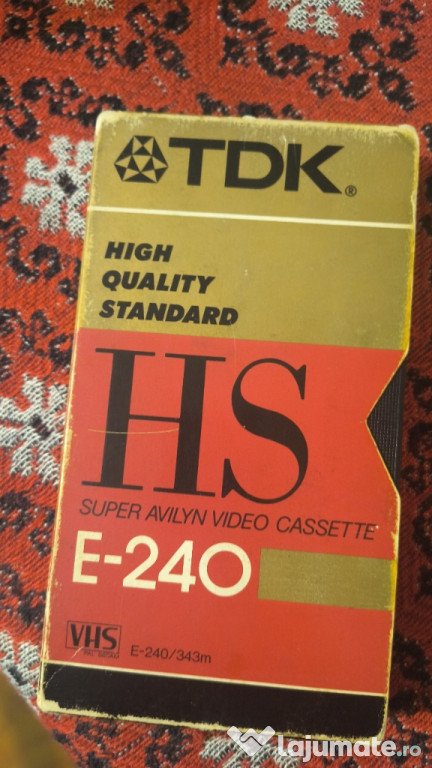 TDK®
HIGH
QUALITY
STANDARD
HS
SUPER AVILYN VIDEO CASSETTE
E-240
VHS
E-240/343m
lajumate.ro